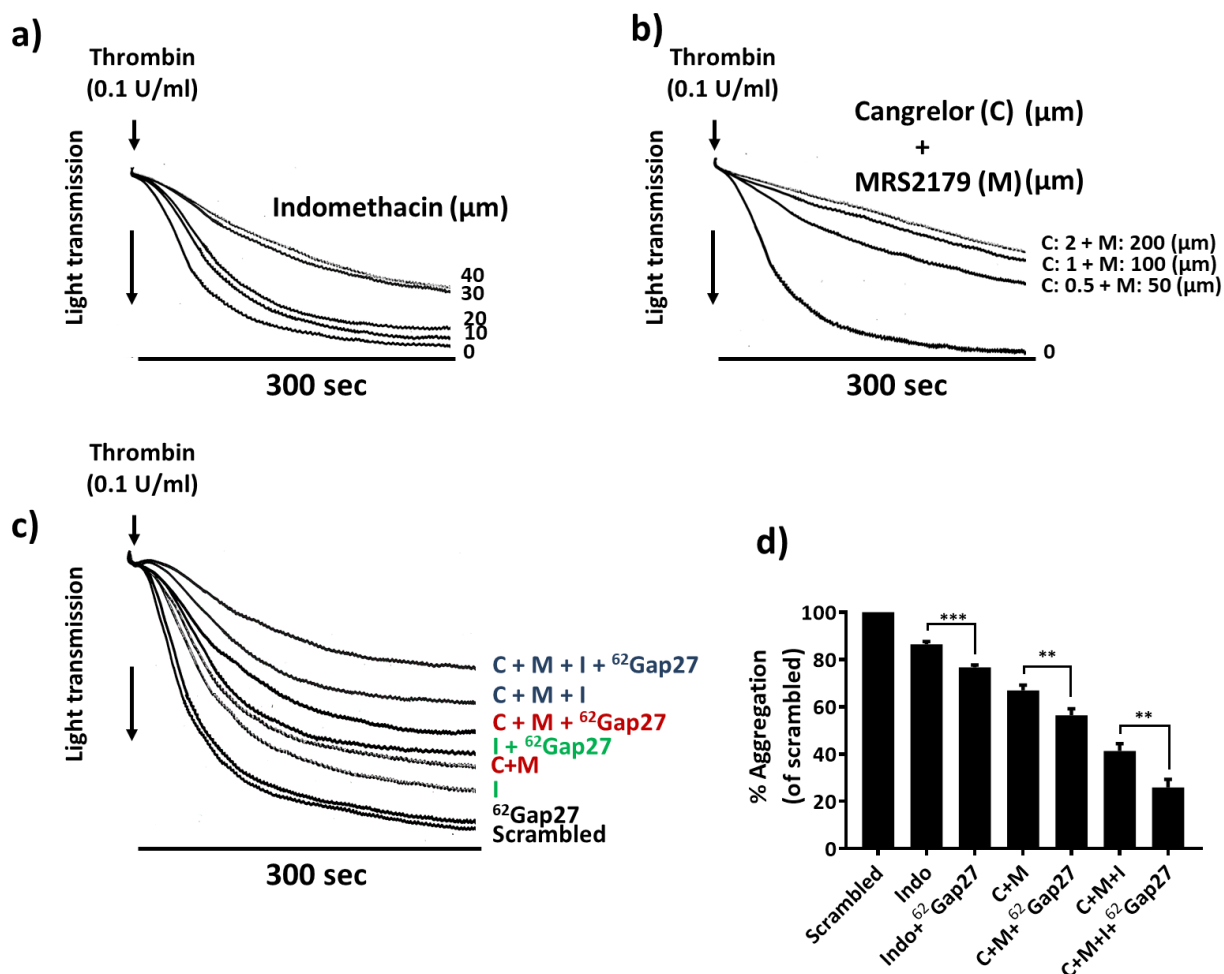 a)
Thrombin
(0.1 U/ml)
Light transmission
Indomethacin (μm)
40
30
20
10
0
300 sec
b)
Thrombin
(0.1 U/ml)
Light transmission
Cangrelor (C) (μm)
+
MRS2179 (M) (μm)
C: 2 + M: 200 (μm)
C: 1 + M: 100 (μm)
C: 0.5 + M: 50 (μm)
0
300 sec
c)
Thrombin
(0.1 U/ml)
Light transmission
C + M + I + ⁶²Gap27
C + M + I
C + M + ⁶²Gap27
I + ⁶²Gap27
C+M
I
⁶²Gap27
Scrambled
300 sec
d)
% Aggregation
(of scrambled)
100
80
60
40
20
0
***
**
**
Scrambled
Indo
Indo+ ⁶²Gap27
C+M
C+M+ ⁶²Gap27
C+M+I
C+M+I+ ⁶²Gap27